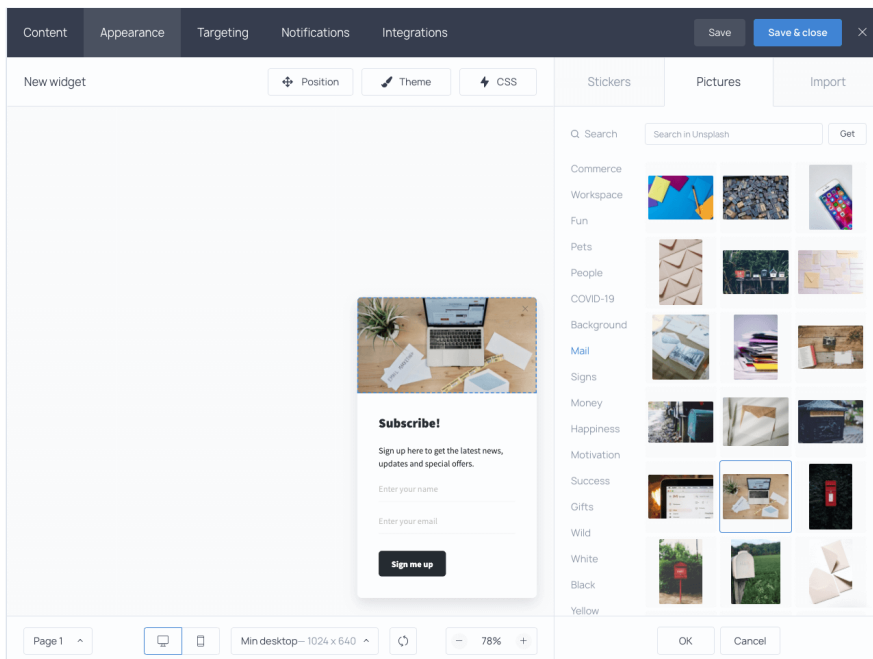 Content Appearance Targeting Notifications Integrations Save Save & close
New widget Position Theme CSS Stickers Pictures Import
Search Search in Unsplash Get
Commerce
Workspace
Fun
Pets
People
COVID-19
Background
Mail
Signs
Money
Happiness
Motivation
Success
Gifts
Wild
White
Black
Yellow
Subscribe!
Sign up here to get the latest news,
updates and special offers.
Enter your name
Enter your email
Sign me up
Page 1 Min desktop— 1024 x 640 78% OK Cancel